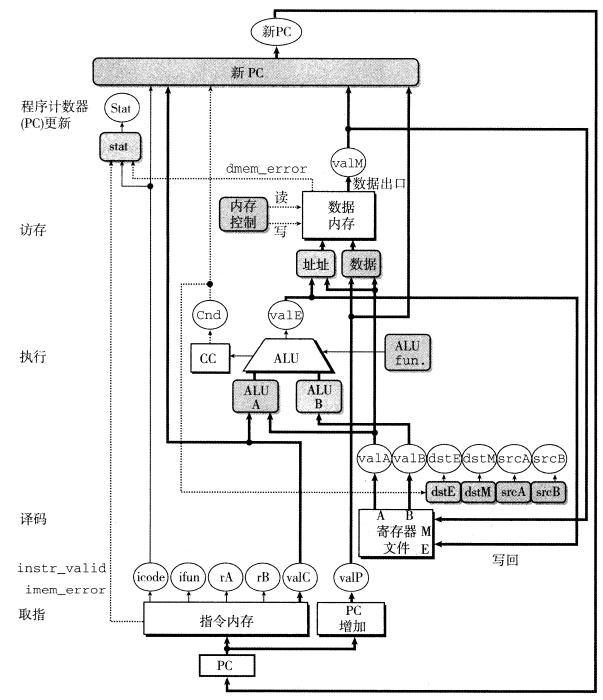 新PC
新 PC
程序计数器
(PC)更新
Stat
stat
dmem_error
valM
数据出口
访存
内存
控制
读
写
数据
内存
址址
数据
执行
Cnd
valE
CC
ALU
ALU
fun.
ALU
A
ALU
B
valA
valB
dstE
dstM
srcA
srcB
dstE
dstM
srcA
srcB
译码
A
B
寄存器
文件
M
E
写回
instr_valid
imem_error
取指
icode
ifun
rA
rB
valC
valP
指令内存
PC
增加
PC